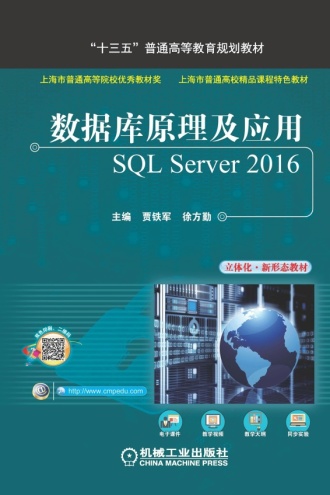 “十三五”普通高等教育规划教材
上海市普通高等院校优秀教材奖 上海市普通高校精品课程特色教材
数据库原理及应用
SQL Server 2016
主编 贾铁军 徐方勤
立体化·新形态教材
http://www.cmpedu.com
电子课件 教学视频 教学大纲 同步实验
机械工业出版社
CHINA MACHINE PRESS